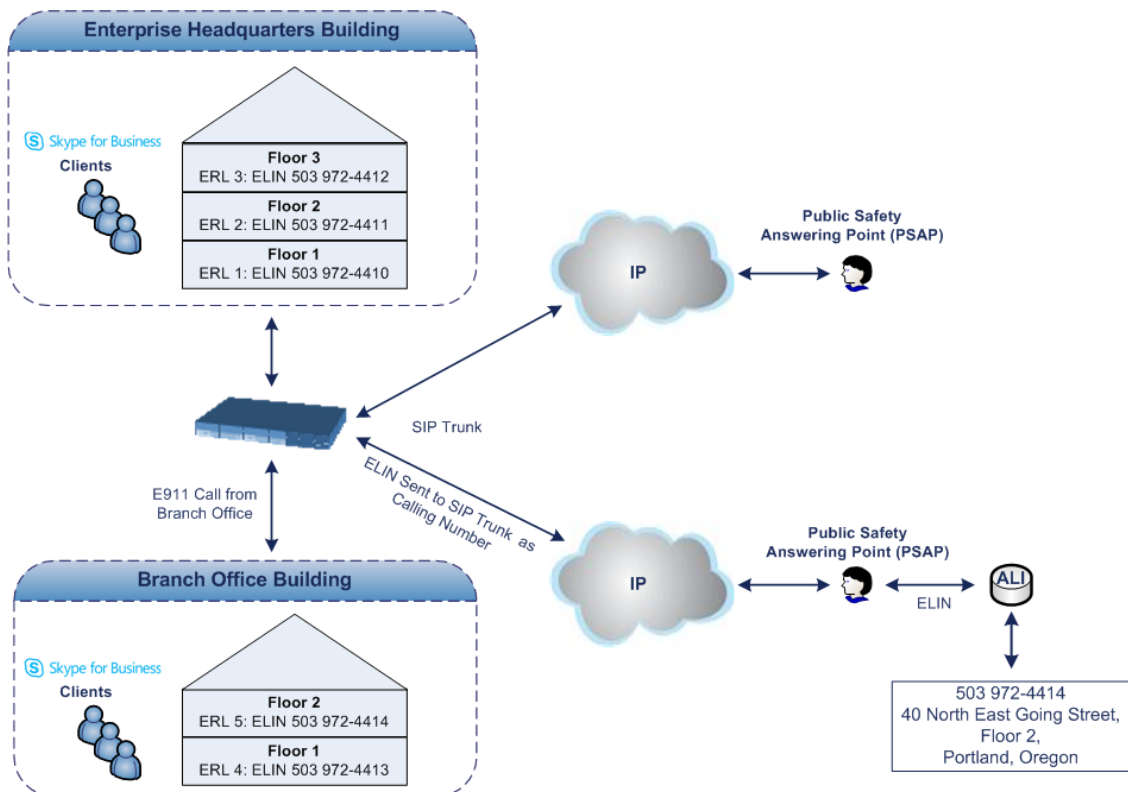 Enterprise Headquarters Building
Skype for Business
Clients
Floor 3
ERL 3: ELIN 503 972-4412
Floor 2
ERL 2: ELIN 503 972-4411
Floor 1
ERL 1: ELIN 503 972-4410
IP
Public Safety
Answering Point (PSAP)
SIP Trunk
E911 Call from
Branch Office
ELIN Sent to SIP Trunk as
Calling Number
IP
Public Safety
Answering Point (PSAP)
ELIN
ALI
503 972-4414
40 North East Going Street,
Floor 2,
Portland, Oregon
Branch Office Building
Skype for Business
Clients
Floor 2
ERL 5: ELIN 503 972-4414
Floor 1
ERL 4: ELIN 503 972-4413